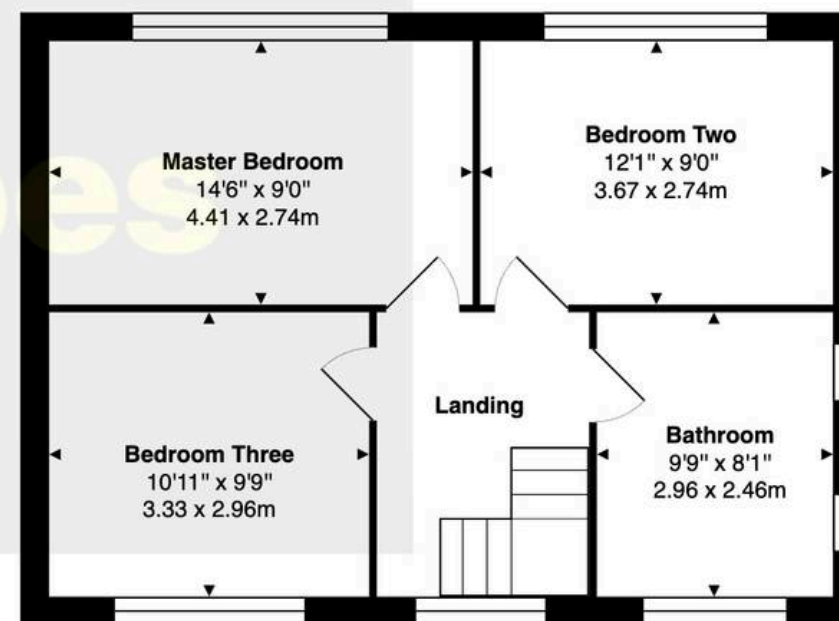 Master Bedroom
14'6" x 9'0"
4.41 x 2.74m
Bedroom Two
12'1" x 9'0"
3.67 x 2.74m
Landing
Bedroom Three
10'11" x 9'9"
3.33 x 2.96m
Bathroom
9'9" x 8'1"
2.96 x 2.46m